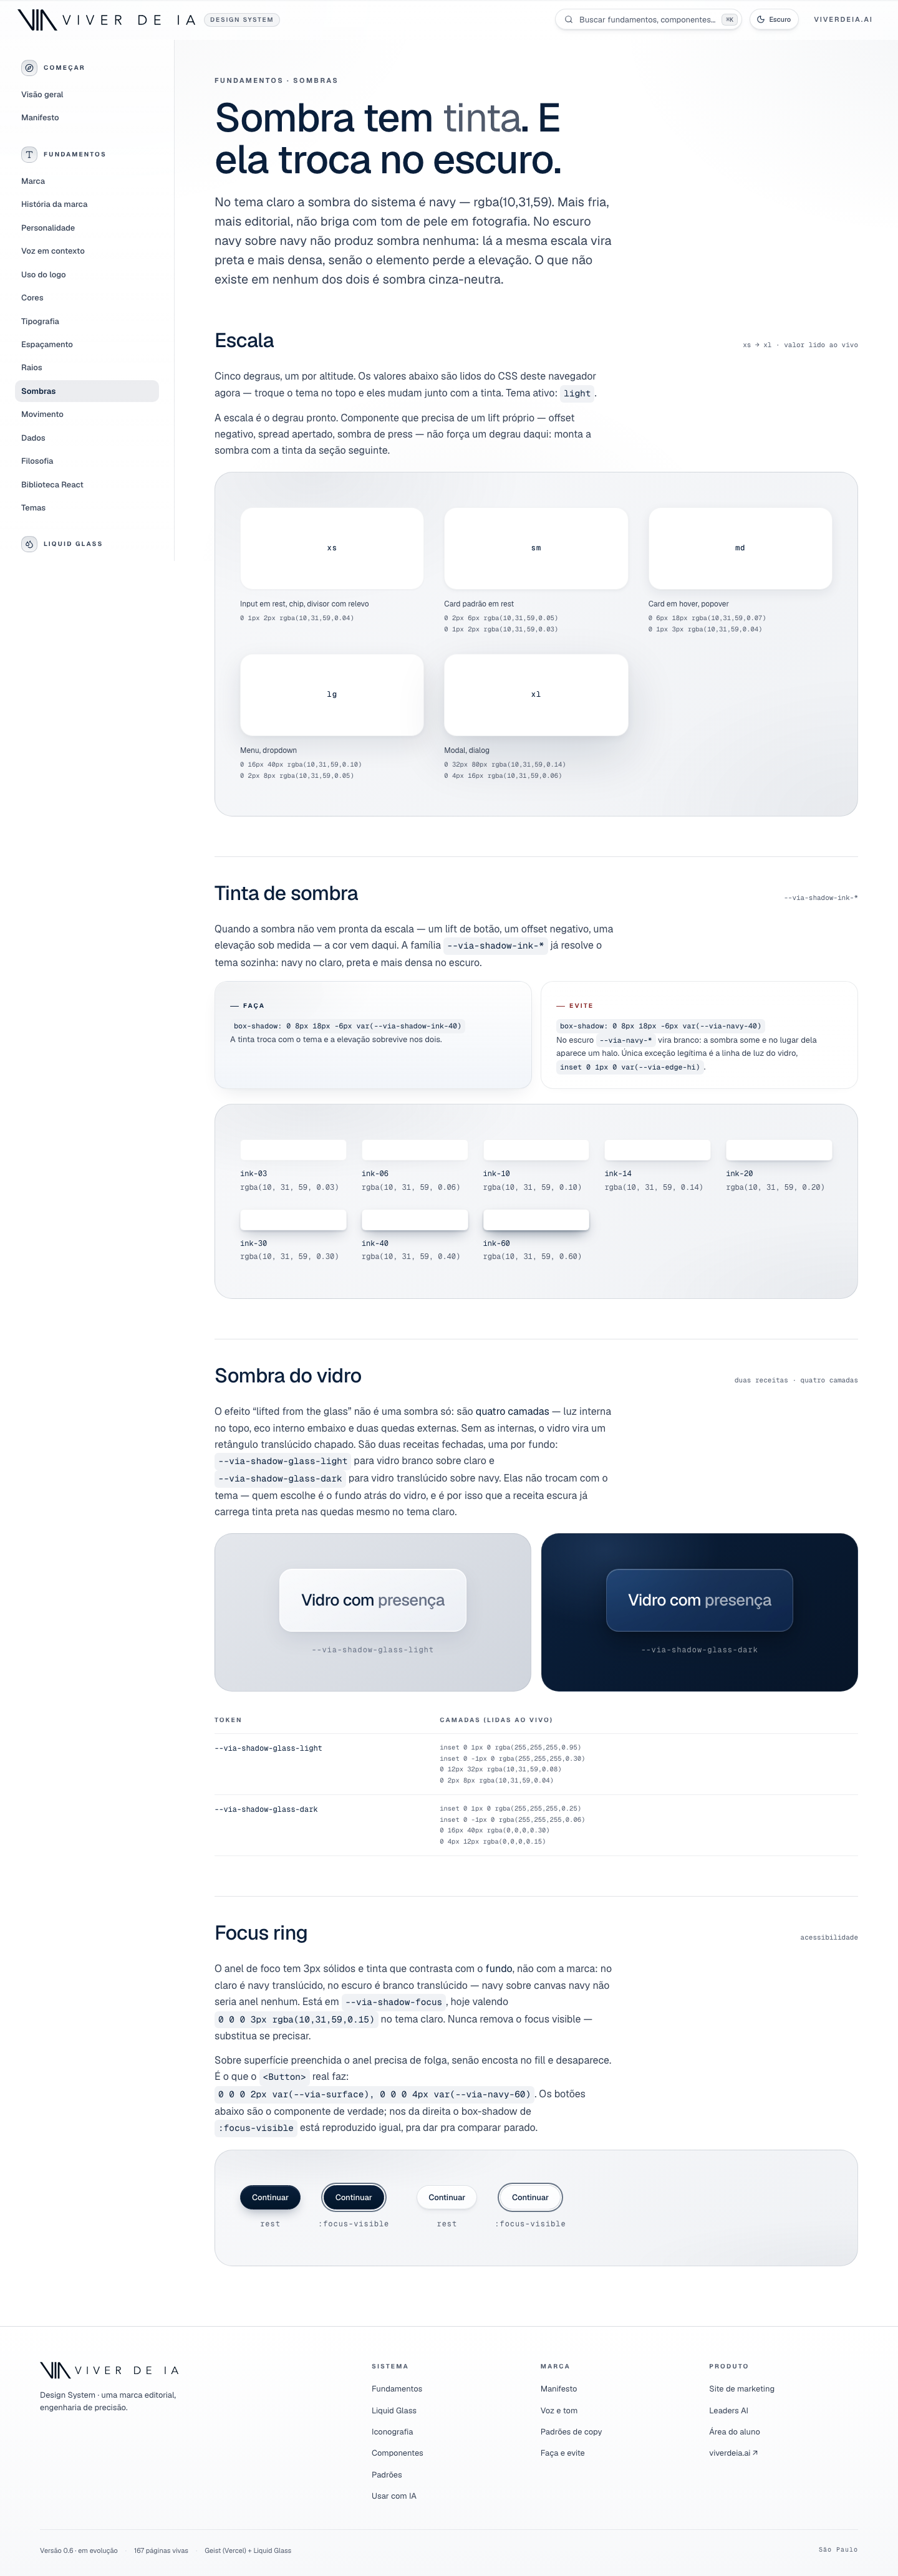 VIVER DE IA
DESIGN SYSTEM
Buscar fundamentos, componentes...
⌘K
Escuro
VIVERDEIA.AI
COMEÇAR
Visão geral
Manifesto
FUNDAMENTOS
Marca
História da marca
Personalidade
Voz em contexto
Uso do logo
Cores
Tipografia
Espaçamento
Raios
Sombras
Movimento
Dados
Filosofia
Biblioteca React
Temas
LIQUID GLASS
FUNDAMENTOS · SOMBRAS
Sombra tem tinta. E
ela troca no escuro.
No tema claro a sombra do sistema é navy — rgba(10,31,59). Mais fria,
mais editorial, não briga com tom de pele em fotografia. No escuro
navy sobre navy não produz sombra nenhuma: lá a mesma escala vira
preta e mais densa, senão o elemento perde a elevação. O que não
existe em nenhum dos dois é sombra cinza-neutra.
Escala
xs → xl · valor lido ao vivo
Cinco degraus, um por altitude. Os valores abaixo são lidos do CSS deste navegador
agora — troque o tema no topo e eles mudam junto com a tinta. Tema ativo: light.
A escala é o degrau pronto. Componente que precisa de um lift próprio — offset
negativo, spread apertado, sombra de press — não força um degrau daqui: monta a
sombra com a tinta da seção seguinte.
xs
Input em rest, chip, divisor com relevo
0 1px 2px rgba(10,31,59,0.04)
sm
Card padrão em rest
0 2px 6px rgba(10,31,59,0.05)
0 1px 2px rgba(10,31,59,0.03)
md
Card em hover, popover
0 6px 18px rgba(10,31,59,0.07)
0 1px 3px rgba(10,31,59,0.04)
lg
Menu, dropdown
0 16px 40px rgba(10,31,59,0.10)
0 2px 8px rgba(10,31,59,0.05)
xl
Modal, dialog
0 32px 80px rgba(10,31,59,0.14)
0 4px 16px rgba(10,31,59,0.06)
Tinta de sombra
--via-shadow-ink-*
Quando a sombra não vem pronta da escala — um lift de botão, um offset negativo, uma
elevação sob medida — a cor vem daqui. A família --via-shadow-ink-* já resolve o
tema sozinha: navy no claro, preta e mais densa no escuro.
— FAÇA
box-shadow: 0 8px 18px -6px var(--via-shadow-ink-40)
A tinta troca com o tema e a elevação sobrevive nos dois.
— EVITE
box-shadow: 0 8px 18px -6px var(--via-navy-40)
No escuro --via-navy-* vira branco: a sombra some e no lugar dela
aparece um halo. Única exceção legítima é a linha de luz do vidro,
inset 0 1px 0 var(--via-edge-hi).
ink-03
rgba(10, 31, 59, 0.03)
ink-06
rgba(10, 31, 59, 0.06)
ink-10
rgba(10, 31, 59, 0.10)
ink-14
rgba(10, 31, 59, 0.14)
ink-20
rgba(10, 31, 59, 0.20)
ink-30
rgba(10, 31, 59, 0.30)
ink-40
rgba(10, 31, 59, 0.40)
ink-60
rgba(10, 31, 59, 0.60)
Sombra do vidro
duas receitas · quatro camadas
O efeito “lifted from the glass” não é uma sombra só: são quatro camadas — luz interna
no topo, eco interno embaixo e duas quedas externas. Sem as internas, o vidro vira um
retângulo translúcido chapado. São duas receitas fechadas, uma por fundo:
--via-shadow-glass-light para vidro branco sobre claro e
--via-shadow-glass-dark para vidro translúcido sobre navy. Elas não trocam com o
tema — quem escolhe é o fundo atrás do vidro, e é por isso que a receita escura já
carrega tinta preta nas quedas mesmo no tema claro.
Vidro com presença
--via-shadow-glass-light
Vidro com presença
--via-shadow-glass-dark
TOKEN
CAMADAS (LIDAS AO VIVO)
--via-shadow-glass-light
inset 0 1px 0 rgba(255,255,255,0.95)
inset 0 -1px 0 rgba(255,255,255,0.30)
0 12px 32px rgba(10,31,59,0.08)
0 2px 8px rgba(10,31,59,0.04)
--via-shadow-glass-dark
inset 0 1px 0 rgba(255,255,255,0.25)
inset 0 -1px 0 rgba(255,255,255,0.06)
0 16px 40px rgba(0,0,0,0.30)
0 4px 12px rgba(0,0,0,0.15)
Focus ring
acessibilidade
O anel de foco tem 3px sólidos e tinta que contrasta com o fundo, não com a marca: no
claro é navy translúcido, no escuro é branco translúcido — navy sobre canvas navy não
seria anel nenhum. Está em --via-shadow-focus, hoje valendo
0 0 0 3px rgba(10,31,59,0.15) no tema claro. Nunca remova o focus visible —
substitua se precisar.
Sobre superfície preenchida o anel precisa de folga, senão encosta no fill e desaparece.
É o que o <Button> real faz:
0 0 0 2px var(--via-surface), 0 0 0 4px var(--via-navy-60). Os botões
abaixo são o componente de verdade; nos da direita o box-shadow de
:focus-visible está reproduzido igual, pra dar pra comparar parado.
Continuar
rest
Continuar
:focus-visible
Continuar
rest
Continuar
:focus-visible
VIVER DE IA
Design System · uma marca editorial,
engenharia de precisão.
SISTEMA
Fundamentos
Liquid Glass
Iconografia
Componentes
Padrões
Usar com IA
MARCA
Manifesto
Voz e tom
Padrões de copy
Faça e evite
PRODUTO
Site de marketing
Leaders AI
Área do aluno
viverdeia.ai ↗
Versão 0.6 · em evolução
167 páginas vivas
Geist (Vercel) + Liquid Glass
São Paulo